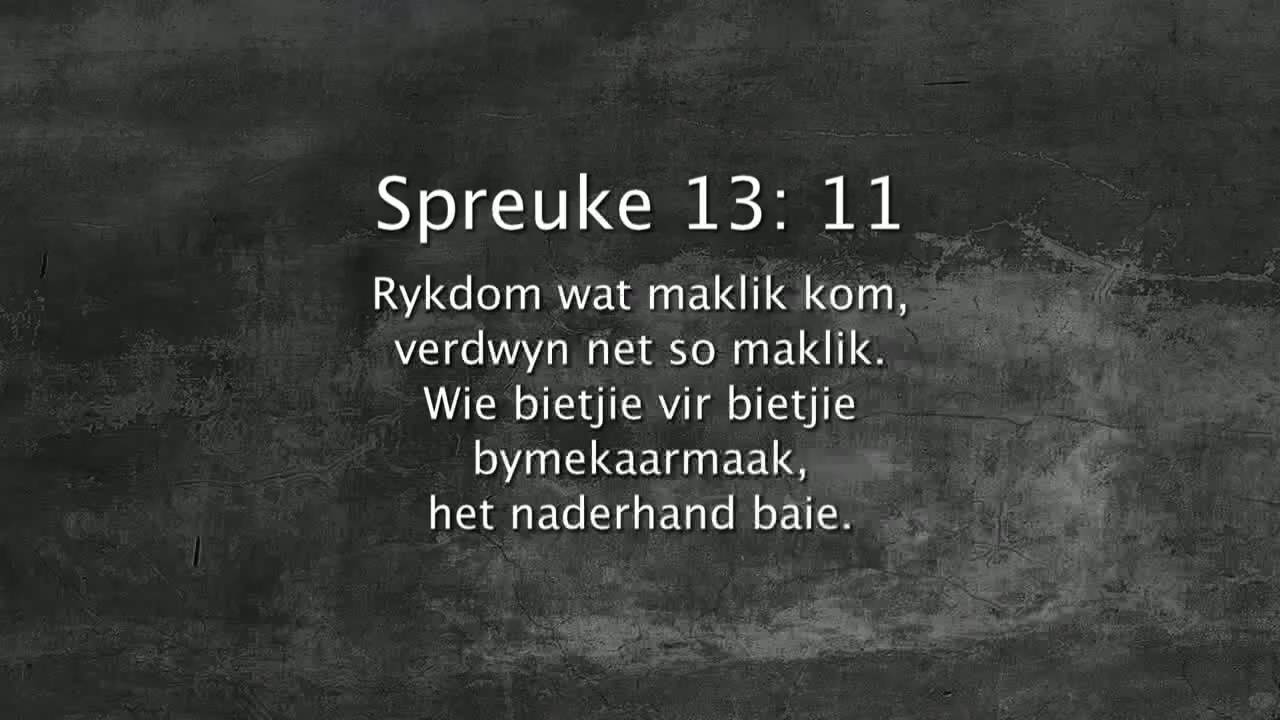 Spreuke 13: 11
Rykdom wat maklik kom,
verdwyn net so maklik.
Wie bietjie vir bietjie
bymekaarmaak,
het naderhand baie.